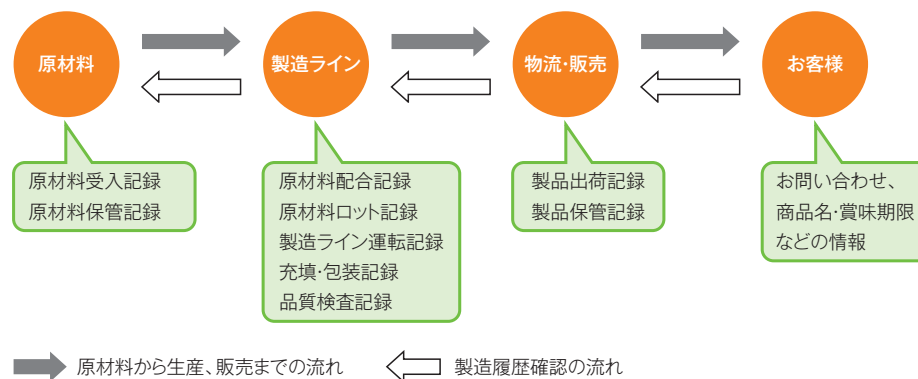 原材料
製造ライン
物流・販売
お客様
原材料受入記録
原材料保管記録
原材料配合記録
原材料ロット記録
製造ライン運転記録
充填・包装記録
品質検査記録
製品出荷記録
製品保管記録
お問い合わせ、
商品名・賞味期限
などの情報
原材料から生産、販売までの流れ
製造履歴確認の流れ